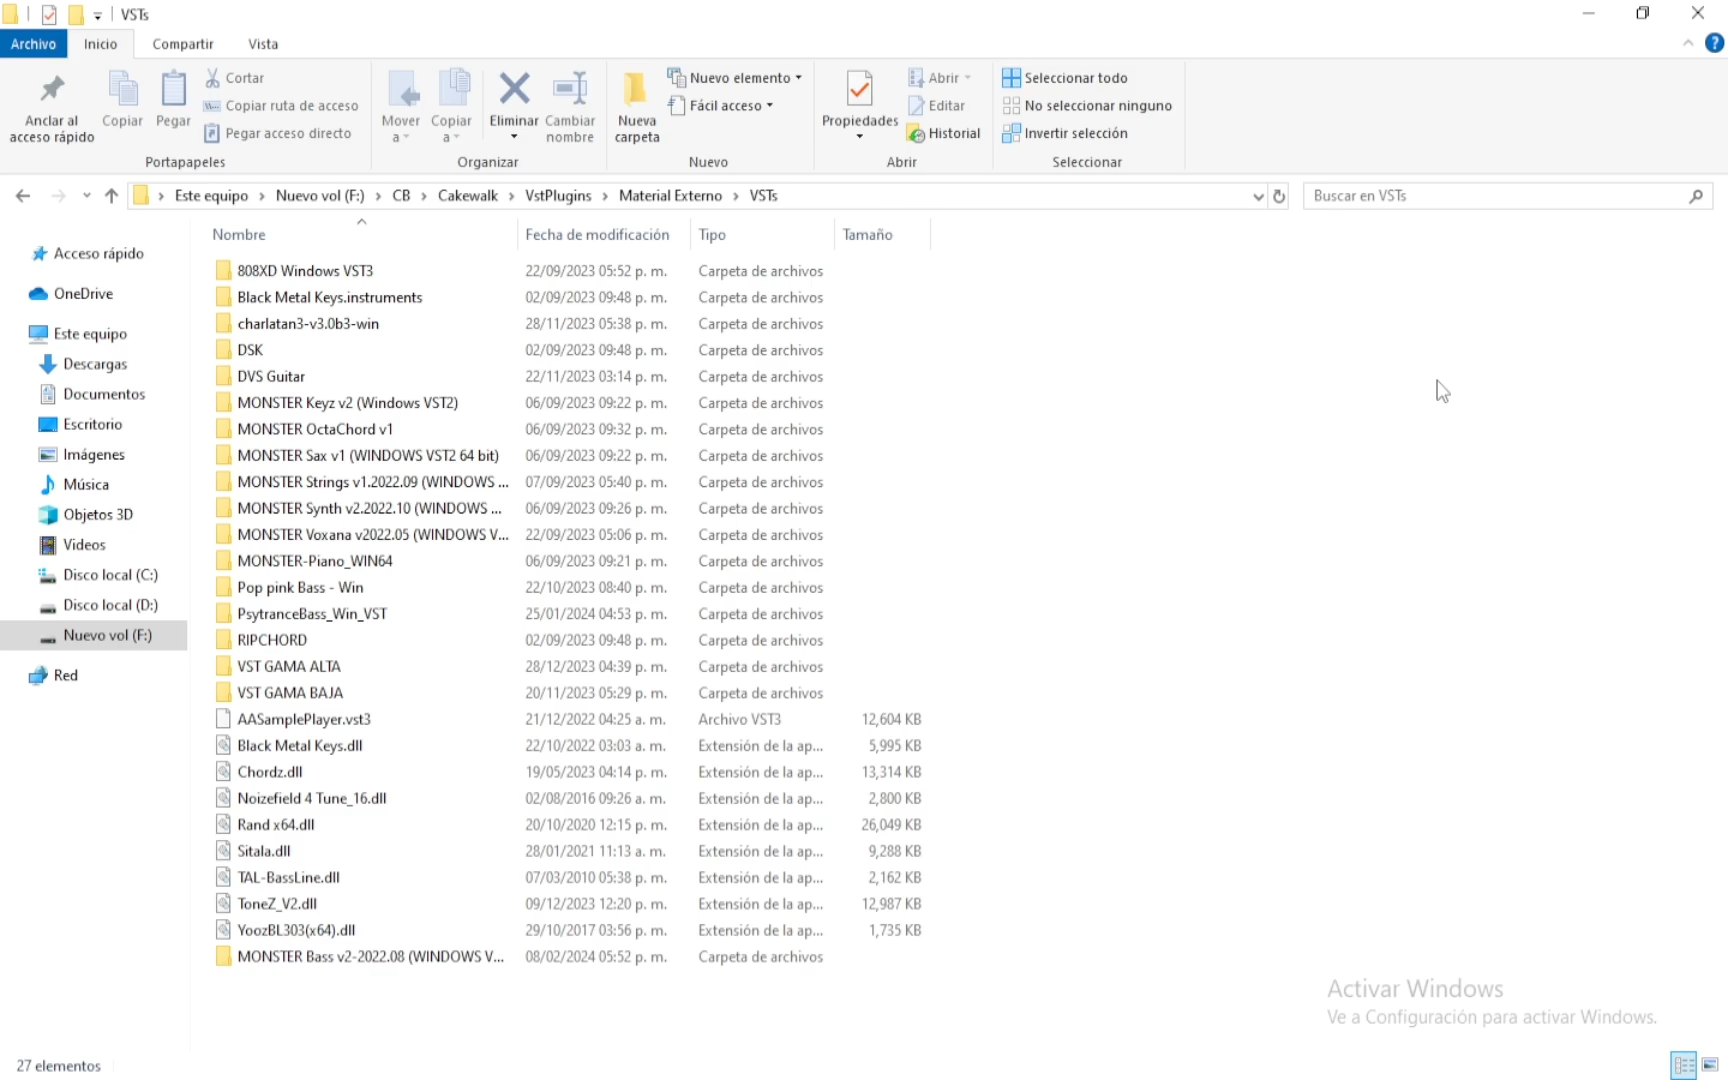 VSTs
Archivo Inicio Compartir Vista
Anclar al acceso rápido
Copiar
Pegar
Cortar
Copiar ruta de acceso
Pegar acceso directo
Portapapeles
Mover a
Copiar a
Eliminar
Cambiar nombre
Organizar
Nueva carpeta
Nuevo elemento
Fácil acceso
Nuevo
Propiedades
Abrir
Editar
Historial
Abrir
Seleccionar todo
No seleccionar ninguno
Invertir selección
Seleccionar
Este equipo › Nuevo vol (F:) › CB › Cakewalk › VstPlugins › Material Externo › VSTs
Buscar en VSTs
Acceso rápido
OneDrive
Este equipo
Descargas
Documentos
Escritorio
Imágenes
Música
Objetos 3D
Videos
Disco local (C:)
Disco local (D:)
Nuevo vol (F:)
Red
Nombre Fecha de modificación Tipo Tamaño
808XD Windows VST3 22/09/2023 05:52 p. m. Carpeta de archivos
Black Metal Keys.instruments 02/09/2023 09:48 p. m. Carpeta de archivos
charlatan3-v3.0b3-win 28/11/2023 05:38 p. m. Carpeta de archivos
DSK 02/09/2023 09:48 p. m. Carpeta de archivos
DVS Guitar 22/11/2023 03:14 p. m. Carpeta de archivos
MONSTER Keyz v2 (Windows VST2) 06/09/2023 09:22 p. m. Carpeta de archivos
MONSTER OctaChord v1 06/09/2023 09:32 p. m. Carpeta de archivos
MONSTER Sax v1 (WINDOWS VST2 64 bit) 06/09/2023 09:22 p. m. Carpeta de archivos
MONSTER Strings v1.2022.09 (WINDOWS ... 07/09/2023 05:40 p. m. Carpeta de archivos
MONSTER Synth v2.2022.10 (WINDOWS ... 06/09/2023 09:26 p. m. Carpeta de archivos
MONSTER Voxana v2022.05 (WINDOWS V... 22/09/2023 05:06 p. m. Carpeta de archivos
MONSTER-Piano_WIN64 06/09/2023 09:21 p. m. Carpeta de archivos
Pop pink Bass - Win 22/10/2023 08:40 p. m. Carpeta de archivos
PsytranceBass_Win_VST 25/01/2024 04:53 p. m. Carpeta de archivos
RIPCHORD 02/09/2023 09:48 p. m. Carpeta de archivos
VST GAMA ALTA 28/12/2023 04:39 p. m. Carpeta de archivos
VST GAMA BAJA 20/11/2023 05:29 p. m. Carpeta de archivos
AASamplePlayer.vst3 21/12/2022 04:25 a. m. Archivo VST3 12,604 KB
Black Metal Keys.dll 22/10/2022 03:03 a. m. Extensión de la ap... 5,995 KB
Chordz.dll 19/05/2023 04:14 p. m. Extensión de la ap... 13,314 KB
Noizefield 4 Tune_16.dll 02/08/2016 09:26 a. m. Extensión de la ap... 2,800 KB
Rand x64.dll 20/10/2020 12:15 p. m. Extensión de la ap... 26,049 KB
Sitala.dll 28/01/2021 11:13 a. m. Extensión de la ap... 9,288 KB
TAL-BassLine.dll 07/03/2010 05:38 p. m. Extensión de la ap... 2,162 KB
ToneZ_V2.dll 09/12/2023 12:20 p. m. Extensión de la ap... 12,987 KB
YoozBL303(x64).dll 29/10/2017 03:56 p. m. Extensión de la ap... 1,735 KB
MONSTER Bass v2-2022.08 (WINDOWS V... 08/02/2024 05:52 p. m. Carpeta de archivos
Activar Windows
Ve a Configuración para activar Windows.
27 elementos